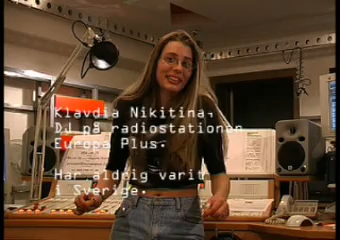 Klavdia Nikitina,
DJ på radiostationen
Europa Plus.
Har aldrig varit
i Sverige.